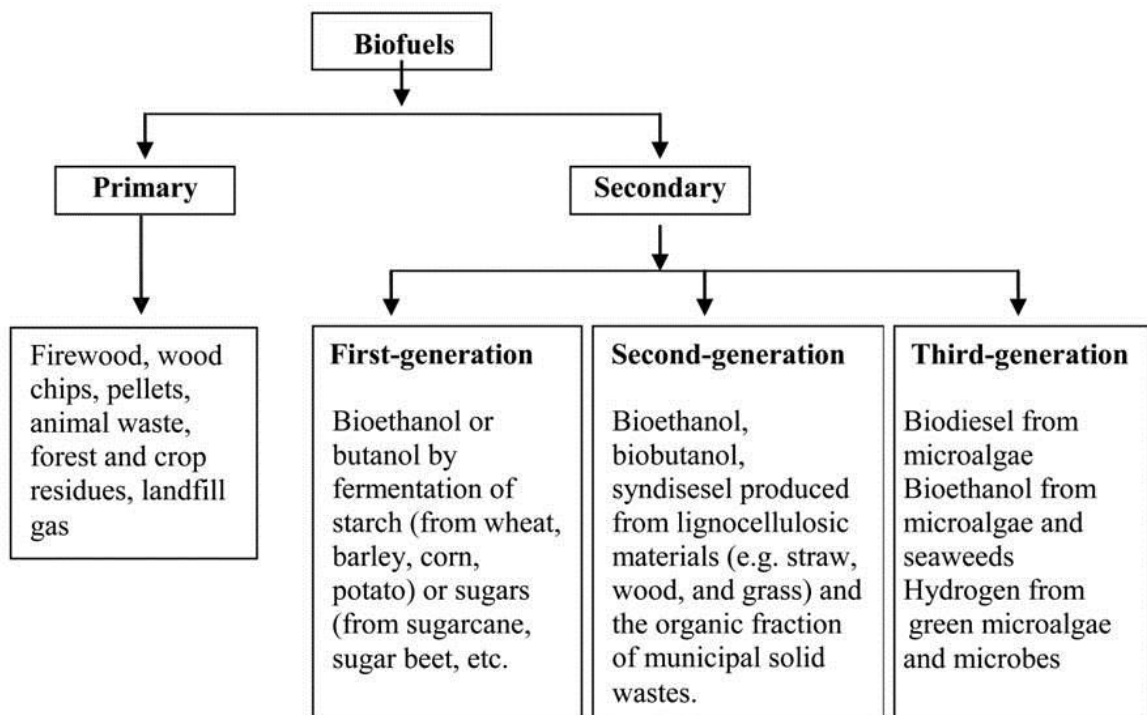 Biofuels
Primary
Secondary
Firewood, wood
chips, pellets,
animal waste,
forest and crop
residues, landfill
gas
First-generation
Bioethanol or
butanol by
fermentation of
starch (from wheat,
barley, corn,
potato) or sugars
(from sugarcane,
sugar beet, etc.
Second-generation
Bioethanol,
biobutanol,
syndisesel produced
from lignocellulosic
materials (e.g. straw,
wood, and grass) and
the organic fraction
of municipal solid
wastes.
Third-generation
Biodiesel from
microalgae
Bioethanol from
microalgae and
seaweeds
Hydrogen from
green microalgae
and microbes